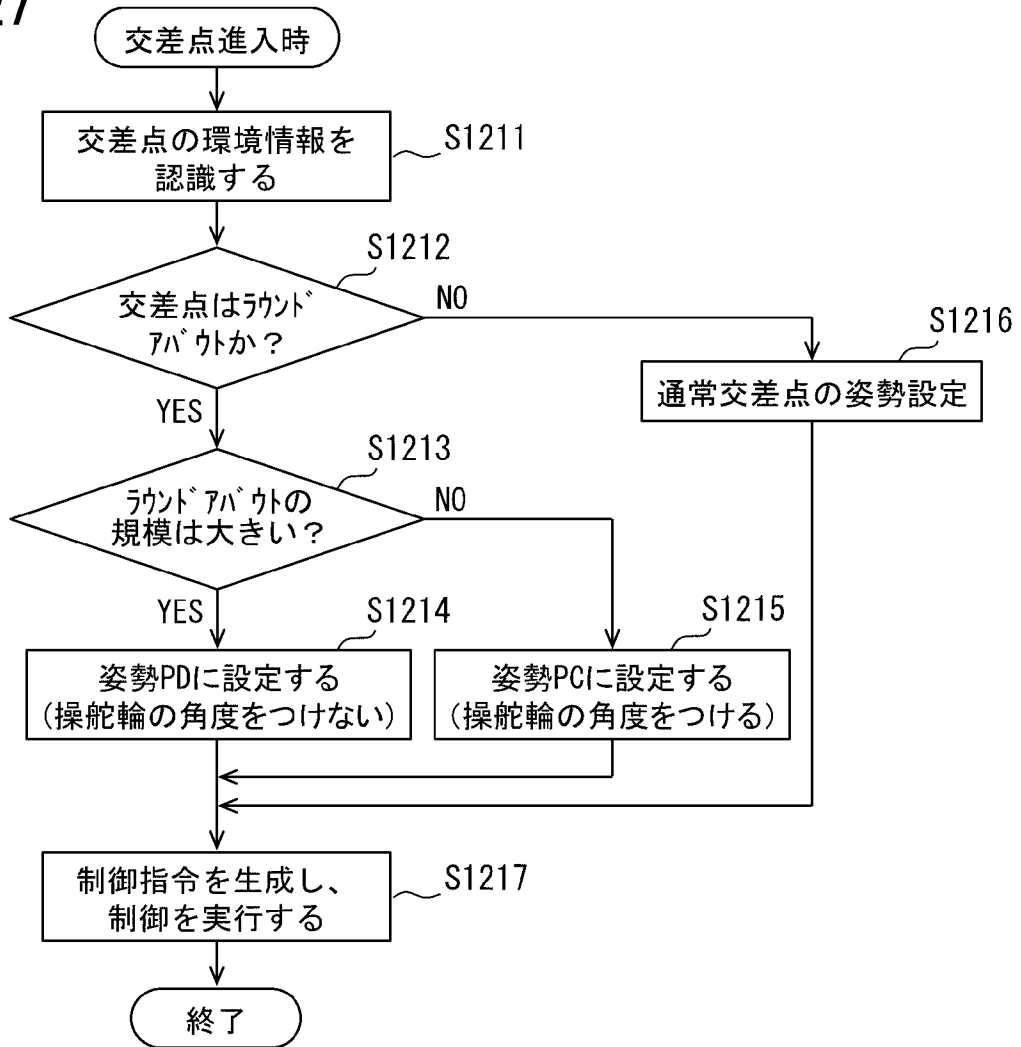 交差点進入時
交差点の環境情報を
認識する
S1211
S1212
交差点はラウンド
アバウトか？
NO
YES
S1216
通常交差点の姿勢設定
S1213
ラウンドアバウトの
規模は大きい？
NO
YES
S1214
姿勢PDに設定する
（操舵輪の角度をつけない）
S1215
姿勢PCに設定する
（操舵輪の角度をつける）
制御指令を生成し、
制御を実行する
S1217
終了